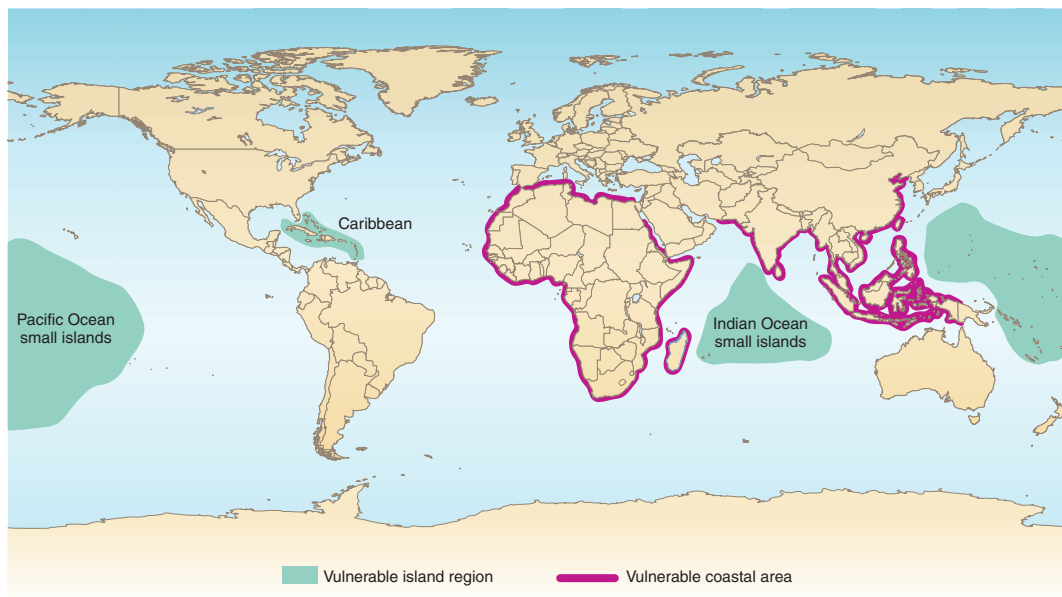 Caribbean
Pacific Ocean
small islands
Indian Ocean
small islands
Vulnerable island region
Vulnerable coastal area